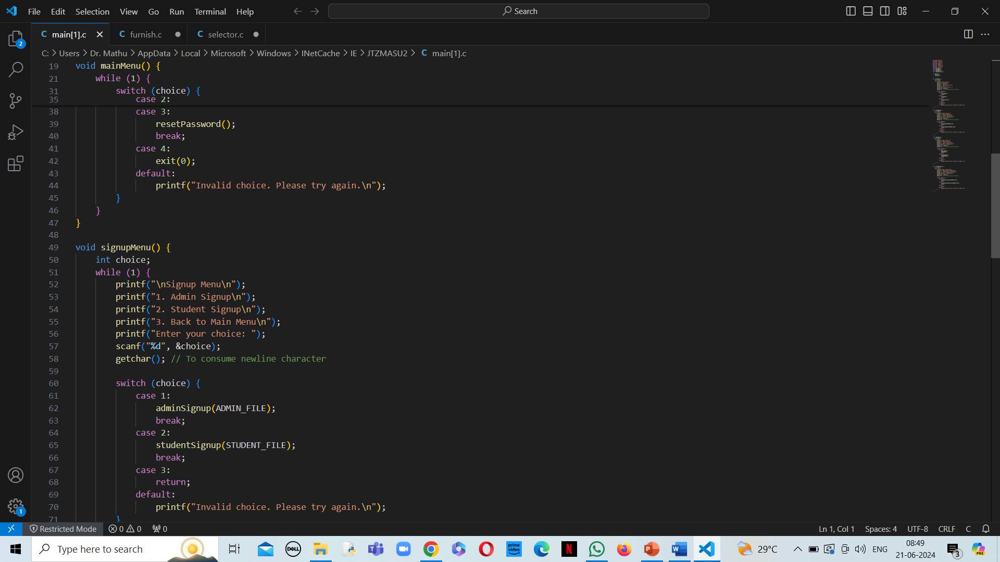 File Edit Selection View Go Run Terminal Help
Search
main[1].c
furnish.c
selector.c
C: > Users > Dr. Mathu > AppData > Local > Microsoft > Windows > INetCache > IE > JTZMASU2 > C main[1].c
19 void mainMenu() {
21 while (1) {
31 switch (choice) {
35 case 2:
38 case 3:
39 resetPassword();
40 break;
41 case 4:
42 exit(0);
43 default:
44 printf("Invalid choice. Please try again.\n");
45 }
46 }
47 }
48
49 void signupMenu() {
50 int choice;
51 while (1) {
52 printf("\nSignup Menu\n");
53 printf("1. Admin Signup\n");
54 printf("2. Student Signup\n");
55 printf("3. Back to Main Menu\n");
56 printf("Enter your choice: ");
57 scanf("%d", &choice);
58 getchar(); // To consume newline character
59
60 switch (choice) {
61 case 1:
62 adminSignup(ADMIN_FILE);
63 break;
64 case 2:
65 studentSignup(STUDENT_FILE);
66 break;
67 case 3:
68 return;
69 default:
70 printf("Invalid choice. Please try again.\n");
71 }
Restricted Mode 0 0 0 Ln 1, Col 1 Spaces: 4 UTF-8 CRLF C
Type here to search
DELL
prime video
29°C
ENG
08:49
21-06-2024
3
PRE